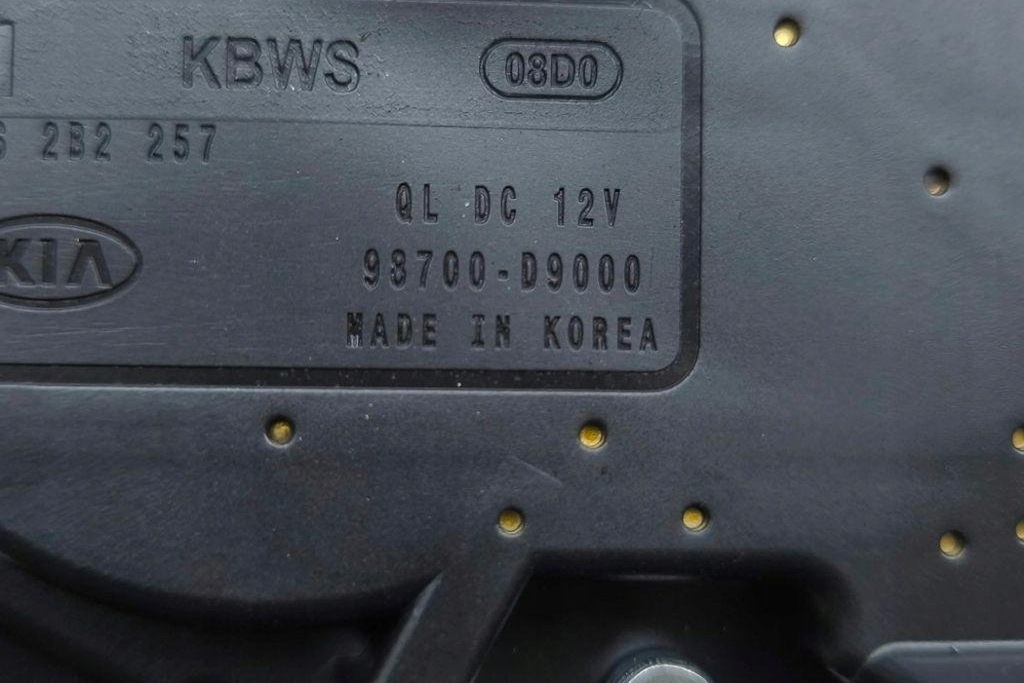 KBWS 08D0
2B2 257
QL DC 12V
98700-D9000
KIA
MADE IN KOREA